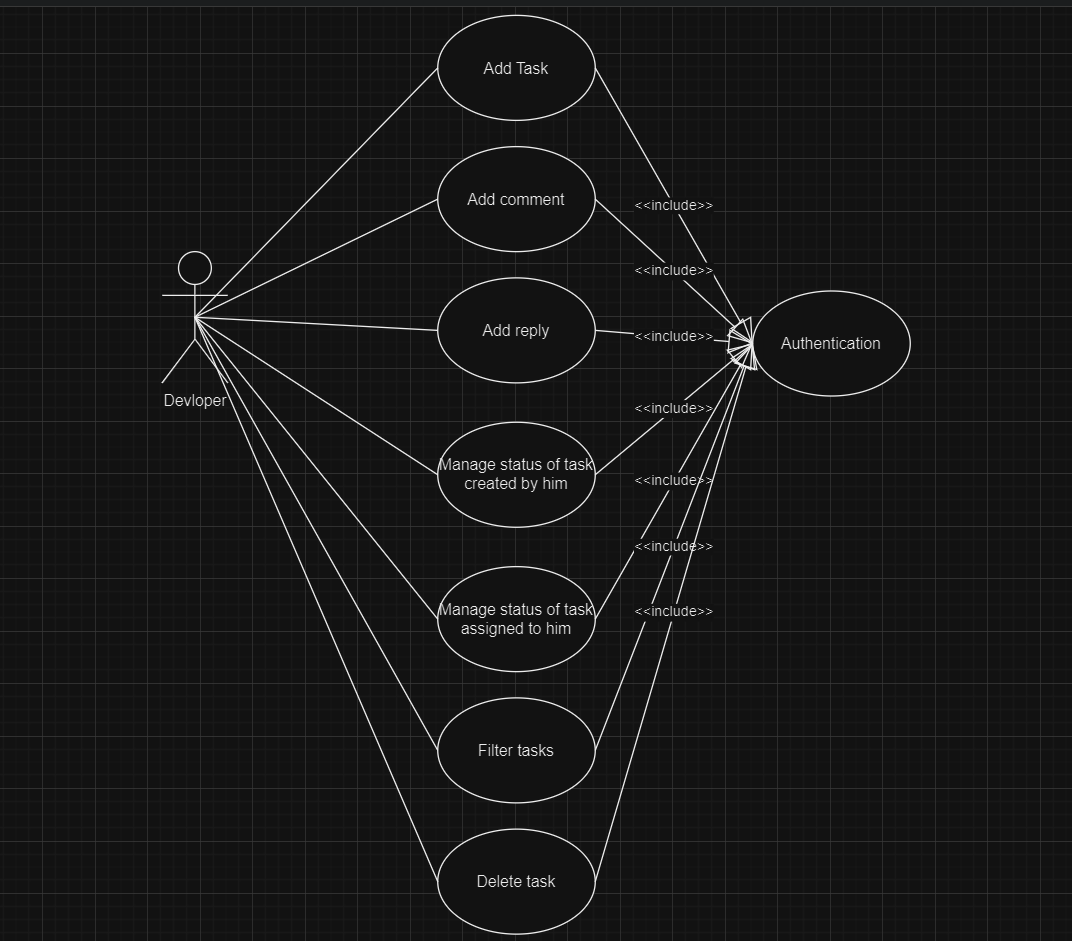 Add Task
Add comment
<<include>>
<<include>>
Add reply
<<include>>
Authentication
Devloper
<<include>>
Manage status of task
created by him
<<include>>
<<include>>
Manage status of task
assigned to him
<<include>>
Filter tasks
Delete task